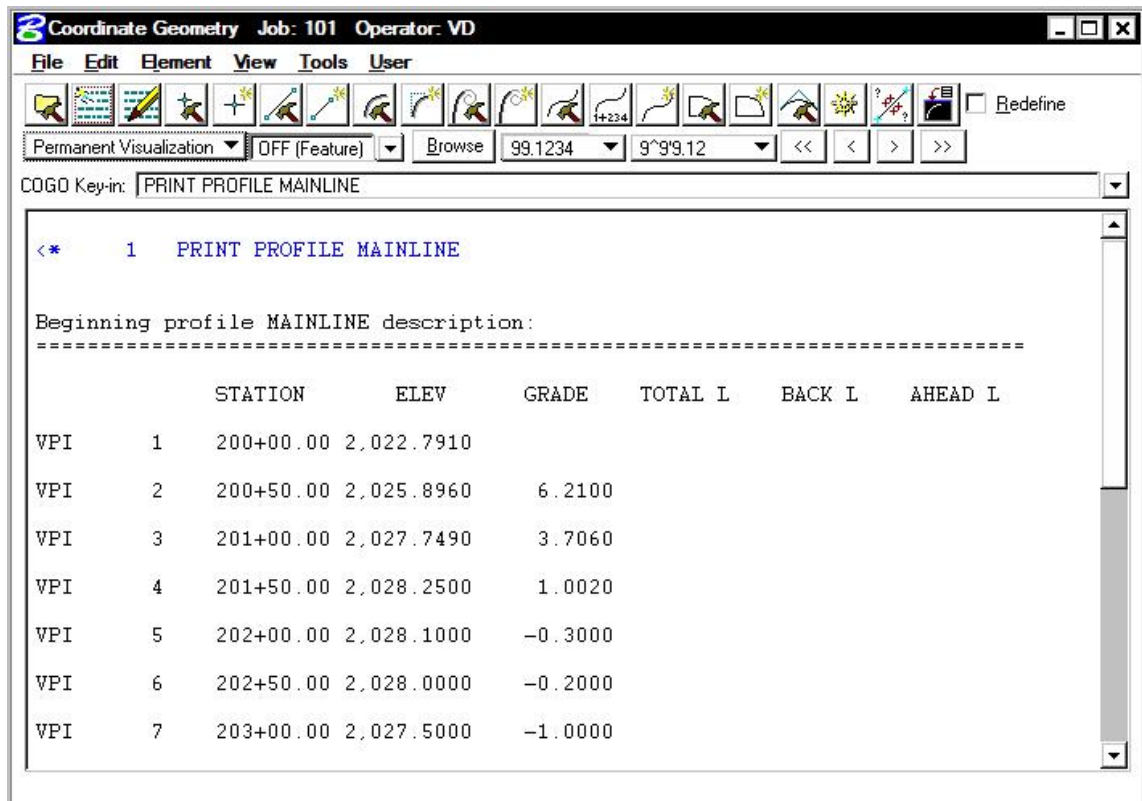 Coordinate Geometry Job: 101 Operator: VD
File Edit Element View Tools User
1+234
Redefine
Permanent Visualization OFF (Feature) Browse 99.1234 9^9'9.12 << < > >>
COGO Key-in: PRINT PROFILE MAINLINE
<* 1 PRINT PROFILE MAINLINE
Beginning profile MAINLINE description:
=============================================================================
STATION ELEV GRADE TOTAL L BACK L AHEAD L
VPI 1 200+00.00 2,022.7910
VPI 2 200+50.00 2,025.8960 6.2100
VPI 3 201+00.00 2,027.7490 3.7060
VPI 4 201+50.00 2,028.2500 1.0020
VPI 5 202+00.00 2,028.1000 -0.3000
VPI 6 202+50.00 2,028.0000 -0.2000
VPI 7 203+00.00 2,027.5000 -1.0000